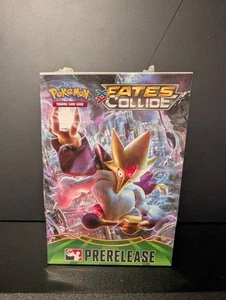 Pokémon
TRADING CARD GAME
XY
FATES
COLLIDE
PRERELEASE